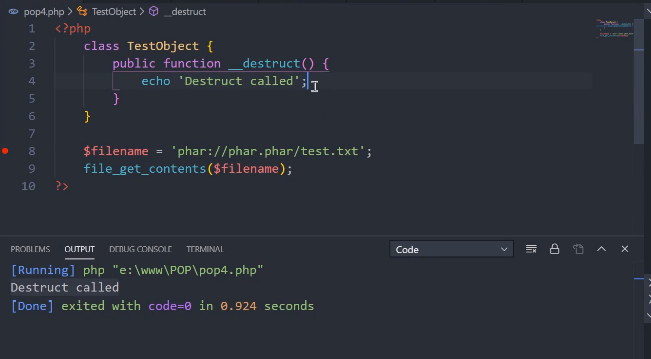 pop4.php > TestObject > __destruct
1 <?php
2 class TestObject {
3 public function __destruct() {
4 echo 'Destruct called';
5 }
6 }
7
8 $filename = 'phar://phar.phar/test.txt';
9 file_get_contents($filename);
10 ?>
PROBLEMS OUTPUT DEBUG CONSOLE TERMINAL Code
[Running] php "e:\www\POP\pop4.php"
Destruct called
[Done] exited with code=0 in 0.924 seconds